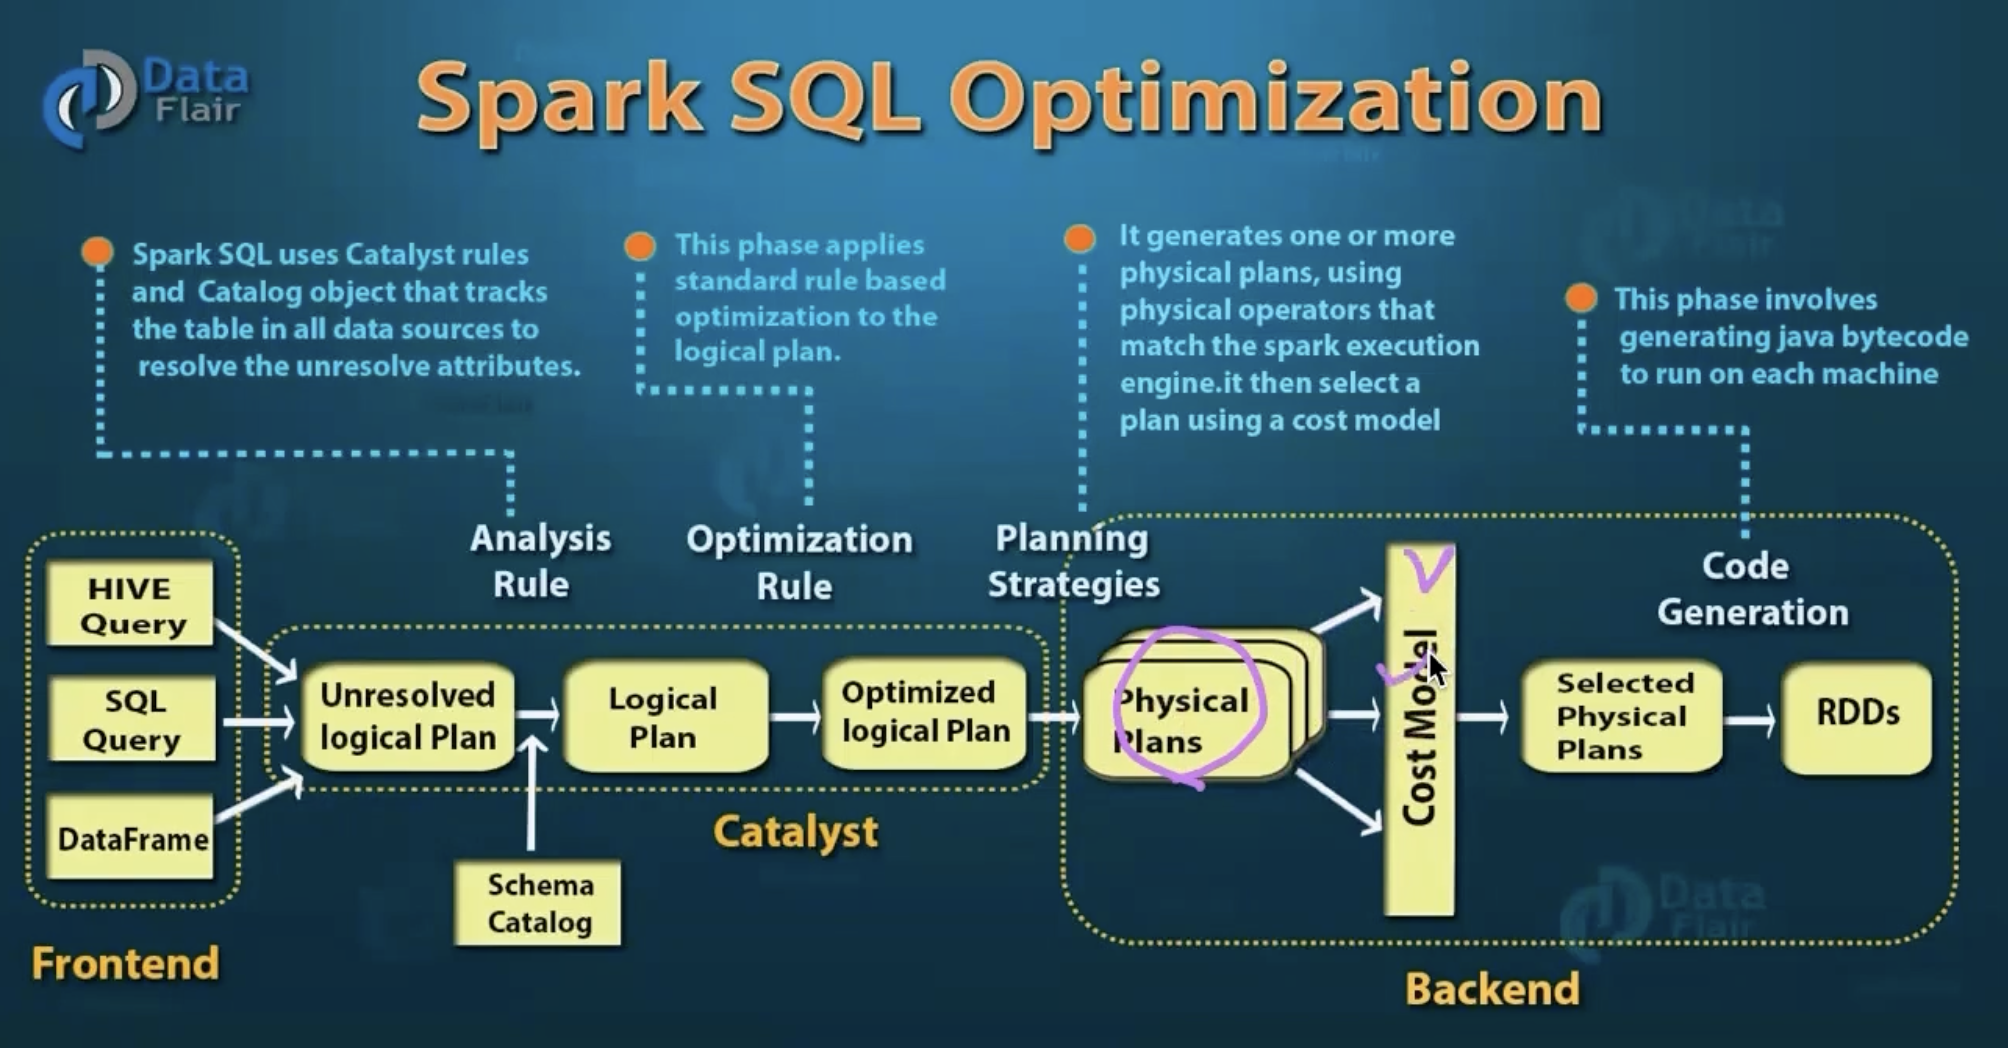 Data
Flair
Spark SQL Optimization
Spark SQL uses Catalyst rules
and Catalog object that tracks
the table in all data sources to
resolve the unresolve attributes.
This phase applies
standard rule based
optimization to the
logical plan.
It generates one or more
physical plans, using
physical operators that
match the spark execution
engine.it then select a
plan using a cost model
This phase involves
generating java bytecode
to run on each machine
Analysis
Rule
Optimization
Rule
Planning
Strategies
Code
Generation
HIVE
Query
SQL
Query
DataFrame
Unresolved
logical Plan
Logical
Plan
Optimized
logical Plan
Physical
Plans
Cost Model
Selected
Physical
Plans
RDDs
Catalyst
Schema
Catalog
Frontend
Backend
Data
Flair
Data
Flair